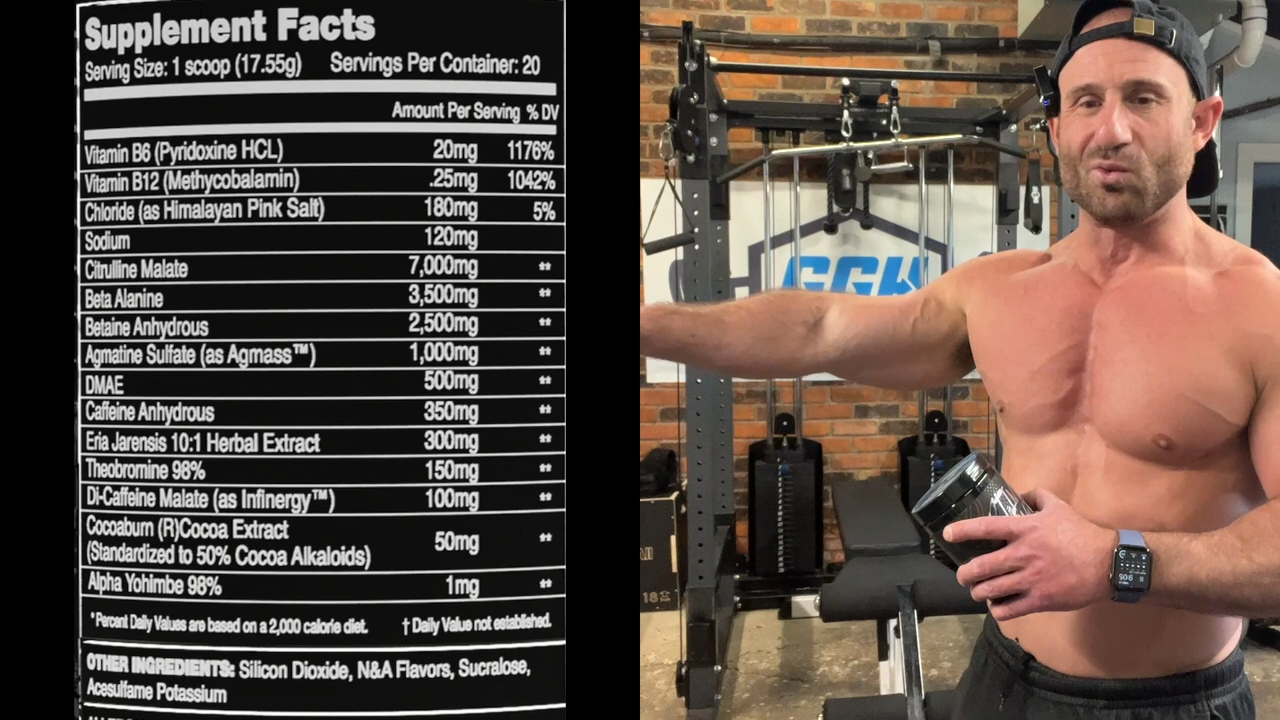 Supplement Facts
Serving Size: 1 scoop (17.55g) Servings Per Container: 20
Amount Per Serving % DV
Vitamin B6 (Pyridoxine HCL) 20mg 1176%
Vitamin B12 (Methycobalamin) .25mg 1042%
Chloride (as Himalayan Pink Salt) 180mg 5%
Sodium 120mg
Citrulline Malate 7,000mg **
Beta Alanine 3,500mg **
Betaine Anhydrous 2,500mg **
Agmatine Sulfate (as Agmass™) 1,000mg **
DMAE 500mg **
Caffeine Anhydrous 350mg **
Eria Jarensis 10:1 Herbal Extract 300mg **
Theobromine 98% 150mg **
Di-Caffeine Malate (as Infinergy™) 100mg **
Cocoaburn (R)Cocoa Extract
(Standardized to 50% Cocoa Alkaloids) 50mg **
Alpha Yohimbe 98% 1mg **
*Percent Daily Values are based on a 2,000 calorie diet. † Daily Value not established.
OTHER INGREDIENTS: Silicon Dioxide, N&A Flavors, Sucralose,
Acesulfame Potassium